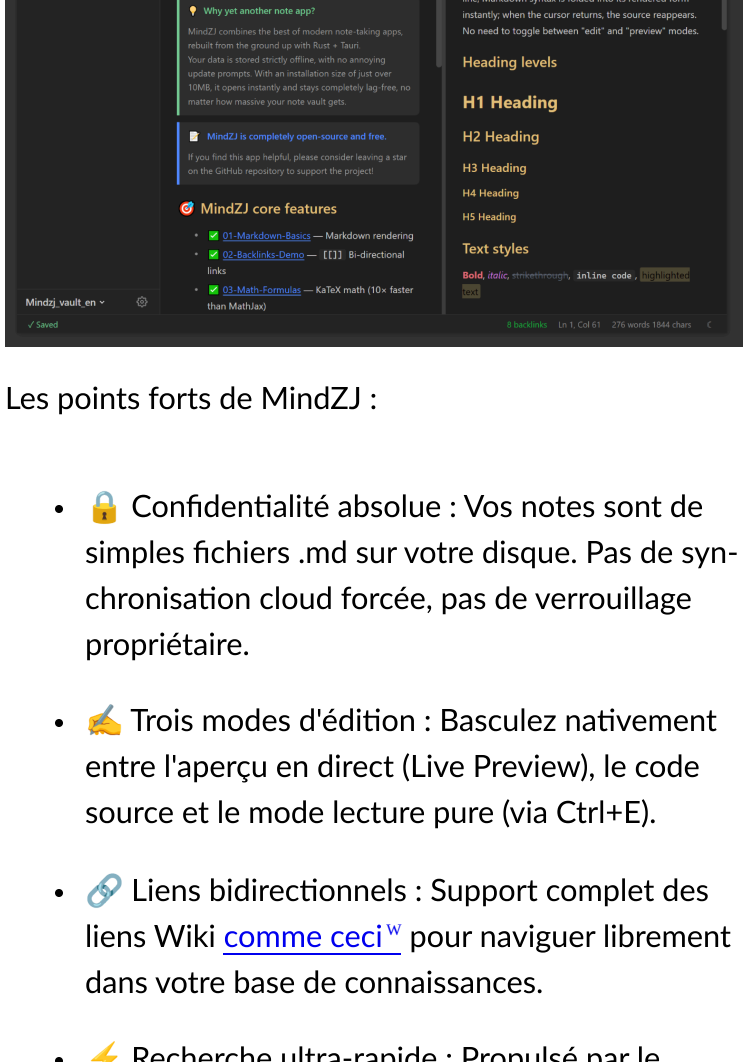 💡 Why yet another note app?
MindZJ combines the best of modern note-taking apps,
rebuilt from the ground up with Rust + Tauri.
Your data is stored strictly offline, with no annoying
update prompts. With an installation size of just over
10MB, it opens instantly and stays completely lag-free, no
matter how massive your note vault gets.
📝 MindZJ is completely open-source and free.
If you find this app helpful, please consider leaving a star
on the GitHub repository to support the project!
🎯 MindZJ core features
• ✅ 01-Markdown-Basics — Markdown rendering
• ✅ 02-Backlinks-Demo — [[]] Bi-directional
links
• ✅ 03-Math-Formulas — KaTeX math (10× faster
than MathJax)
instantly; when the cursor returns, the source reappears.
No need to toggle between "edit" and "preview" modes.
Heading levels
H1 Heading
H2 Heading
H3 Heading
H4 Heading
H5 Heading
Text styles
Bold, italic, strikethrough, inline code, highlighted
text
Mindzj_vault_en
✓ Saved
8 backlinks Ln 1, Col 61 276 words 1844 chars
Les points forts de MindZJ :
• 🔒 Confidentialité absolue : Vos notes sont de
simples fichiers .md sur votre disque. Pas de syn-
chronisation cloud forcée, pas de verrouillage
propriétaire.
• ✍️ Trois modes d'édition : Basculez nativement
entre l'aperçu en direct (Live Preview), le code
source et le mode lecture pure (via Ctrl+E).
• 🔗 Liens bidirectionnels : Support complet des
liens Wiki comme ceci W pour naviguer librement
dans votre base de connaissances.
• ⚡ Recherche ultra-rapide : Propulsé par le